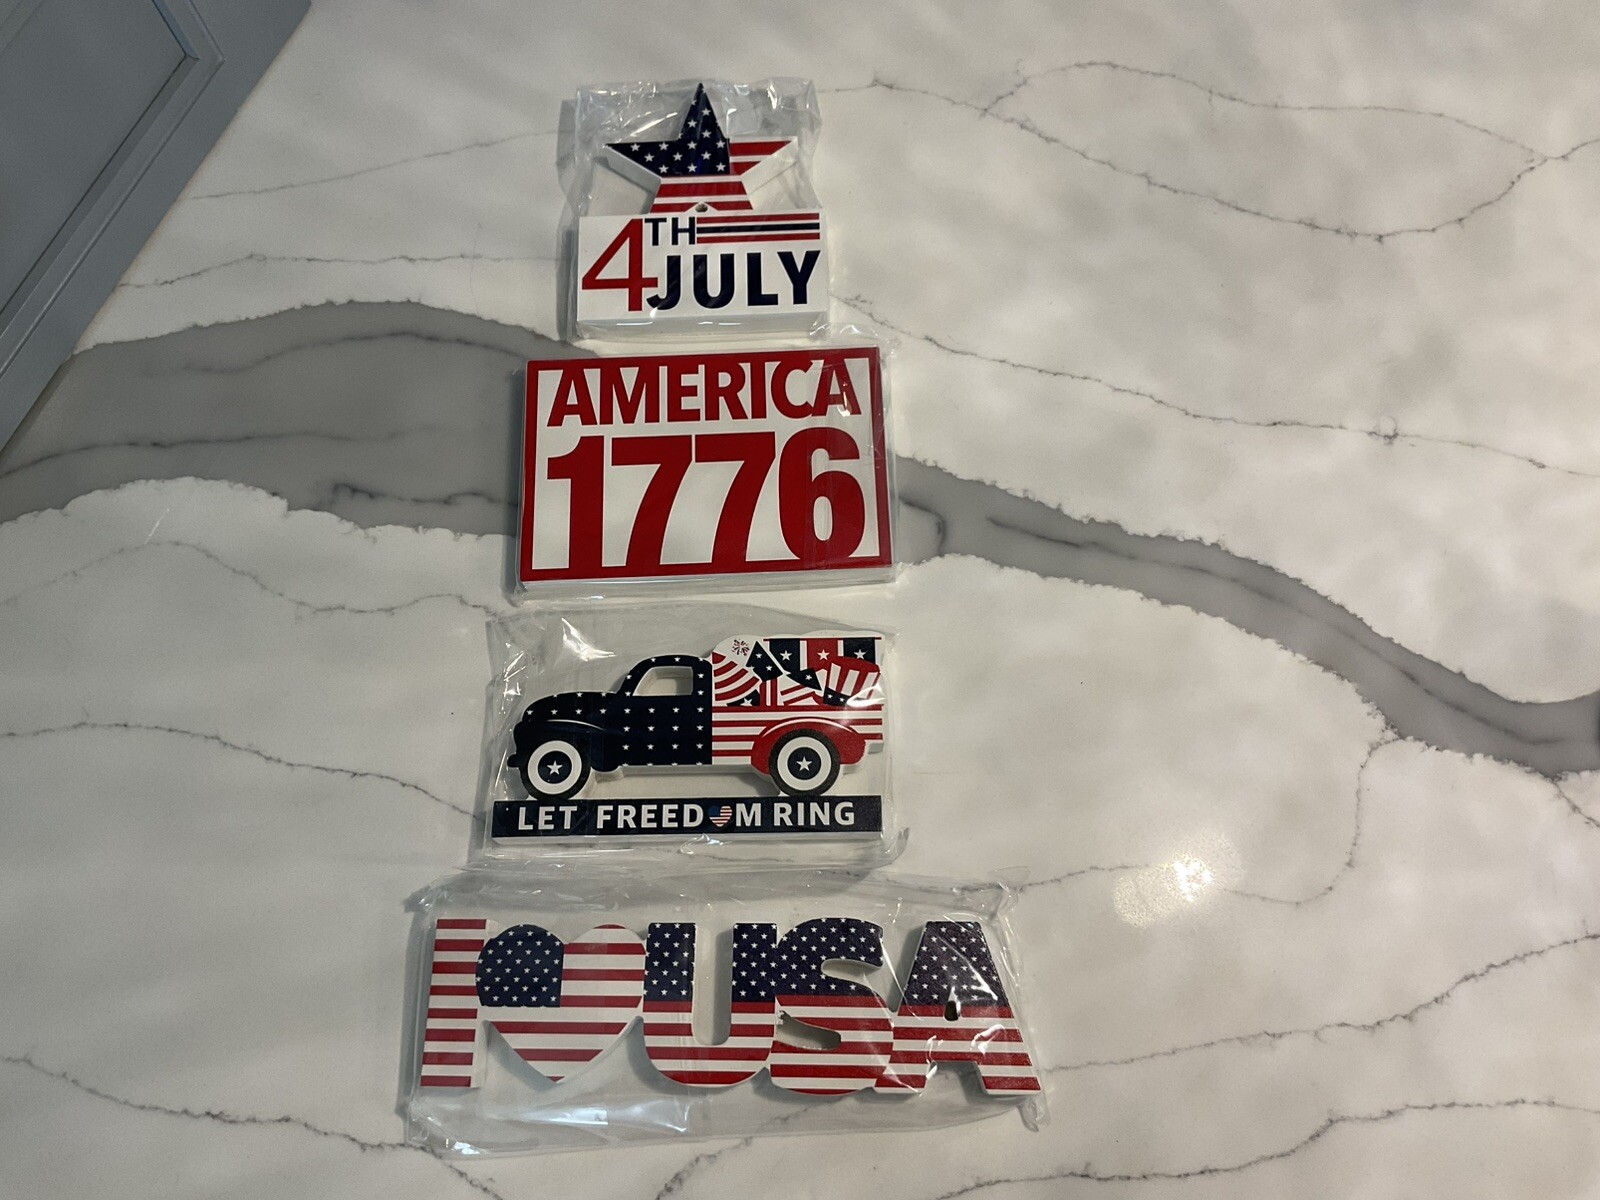 4TH
JULY
AMERICA
1776
LET FREEDOM RING
I USA